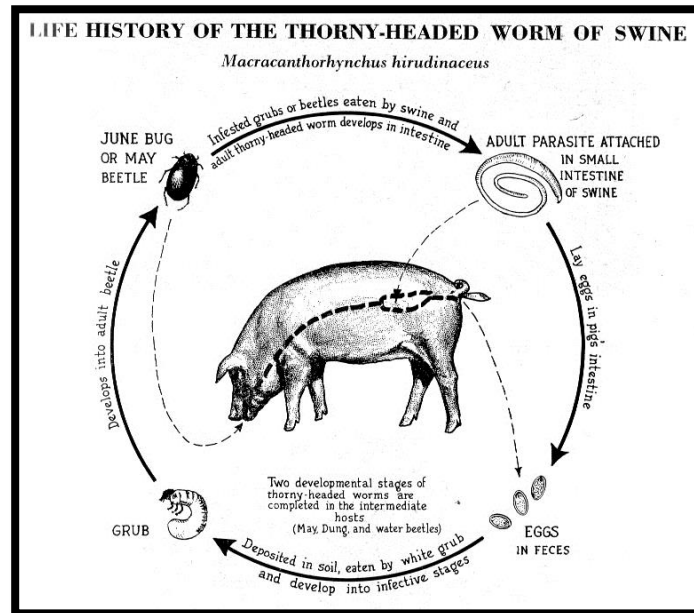 LIFE HISTORY OF THE THORNY-HEADED WORM OF SWINE
Macracanthorhynchus hirudinaceus
Infested grubs or beetles eaten by swine and
adult thorny-headed worm develops in intestine
JUNE BUG
OR MAY
BEETLE
ADULT PARASITE ATTACHED
IN SMALL
INTESTINE
OF SWINE
Lay eggs in pig's intestine
Develops into adult beetle
Two developmental stages of
thorny-headed worms are
completed in the intermediate
hosts
(May, Dung, and water beetles)
GRUB
EGGS
IN FECES
Deposited in soil, eaten by white grub
and develop into infective stages